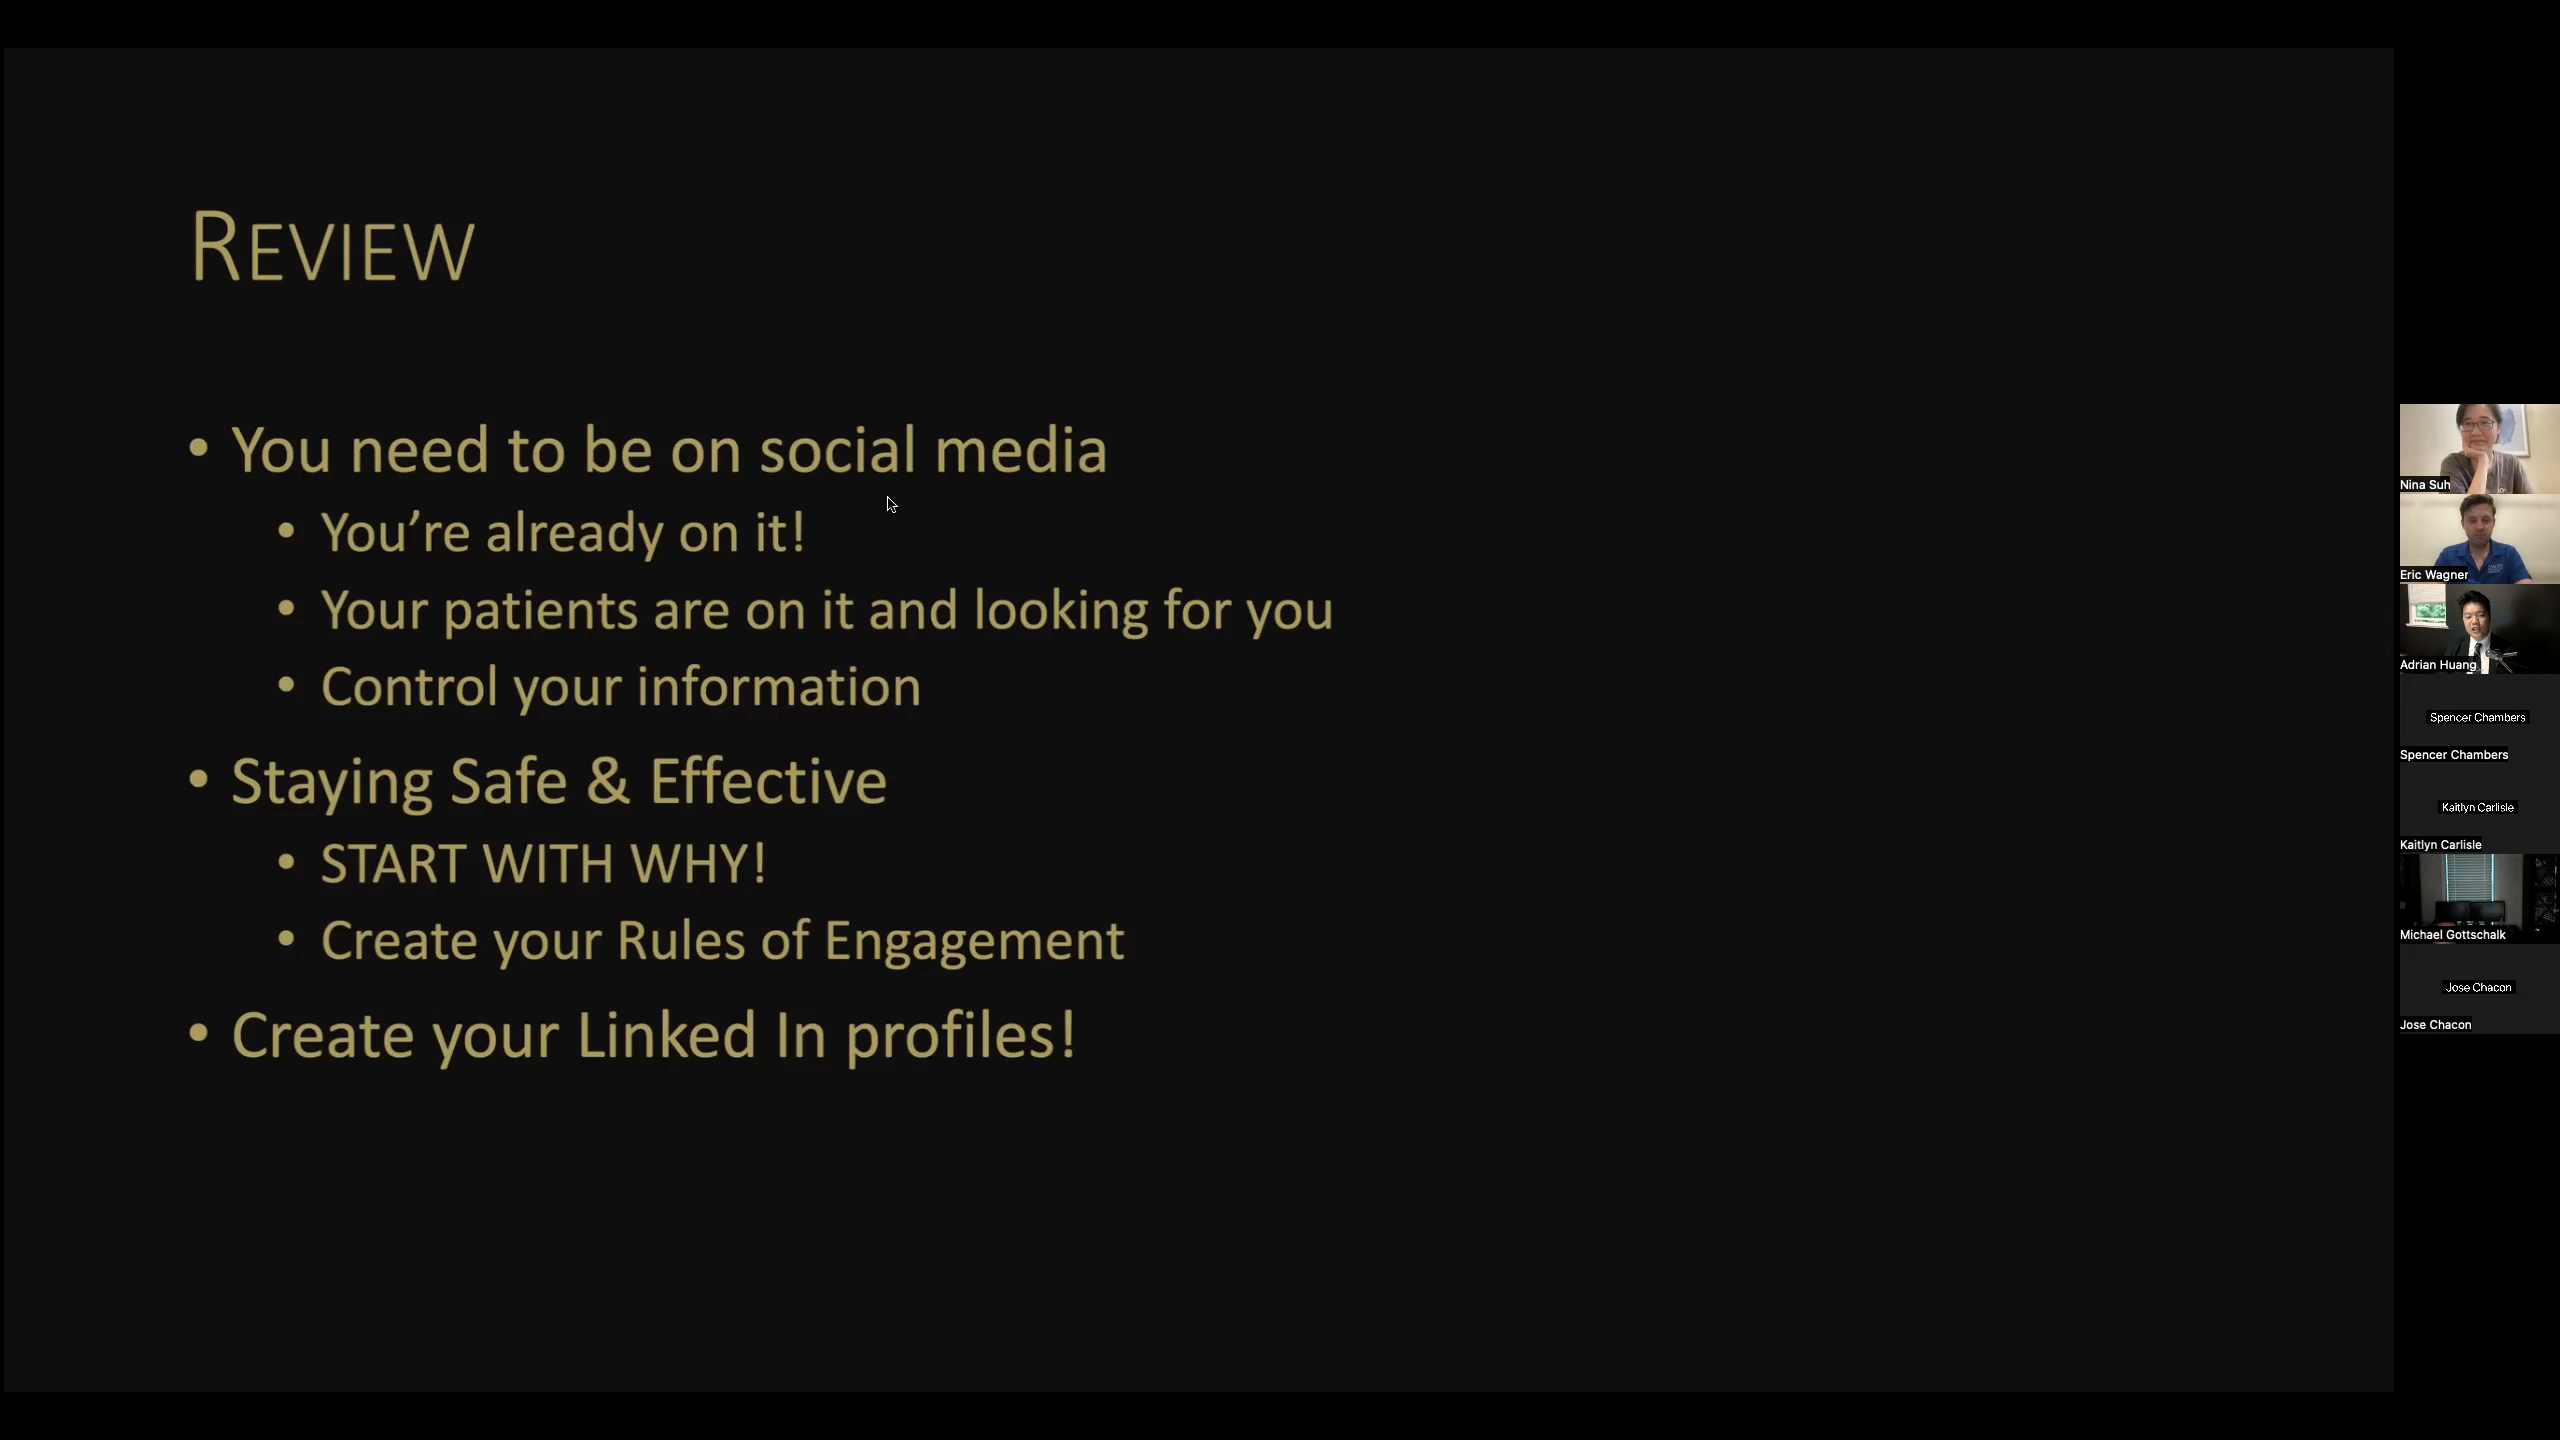 REVIEW
• You need to be on social media
• You're already on it!
• Your patients are on it and looking for you
• Control your information
• Staying Safe & Effective
• START WITH WHY!
• Create your Rules of Engagement
• Create your Linked In profiles!
Nina Suh
Eric Wagner
Adrian Huang
Spencer Chambers
Spencer Chambers
Kaitlyn Carlisle
Kaitlyn Carlisle
Michael Gottschalk
Jose Chacon
Jose Chacon